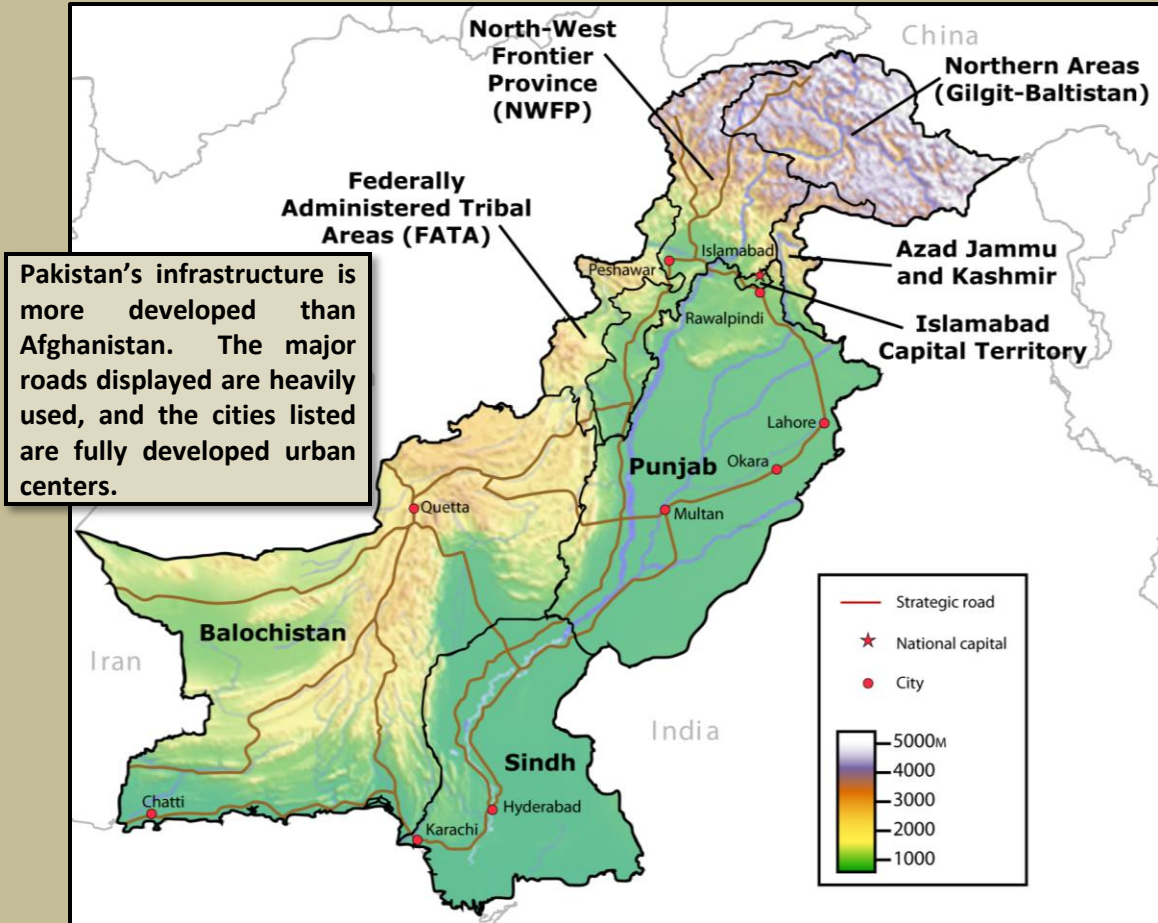 China
North-West
Frontier
Province
(NWFP)
Northern Areas
(Gilgit-Baltistan)
Federally
Administered Tribal
Areas (FATA)
Islamabad
Azad Jammu
and Kashmir
Pakistan’s infrastructure is
more developed than
Afghanistan. The major
roads displayed are heavily
used, and the cities listed
are fully developed urban
centers.
Peshawar
Rawalpindi
Islamabad
Capital Territory
Lahore
Punjab
Okara
Quetta
Multan
Balochistan
Iran
India
Sindh
Chatti
Hyderabad
Karachi
Strategic road
National capital
City
5000M
4000
3000
2000
1000